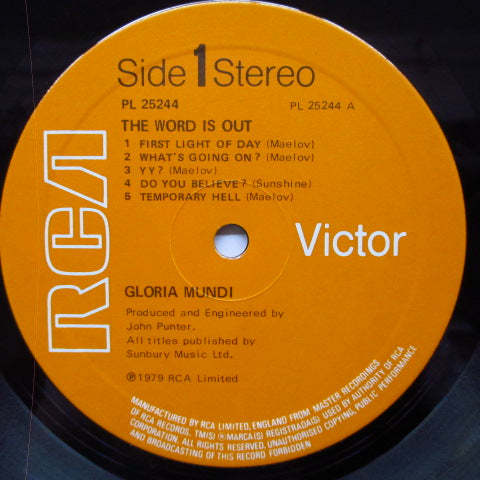 Side 1 Stereo
PL 25244
PL 25244 A
THE WORD IS OUT
1 FIRST LIGHT OF DAY (Maelov)
2 WHAT'S GOING ON? (Maelov)
3 YY? (Maelov)
4 DO YOU BELIEVE? (Sunshine)
5 TEMPORARY HELL (Maelov)
RCA
Victor
GLORIA MUNDI
Produced and Engineered by
John Punter.
All titles published by
Sunbury Music Ltd.
℗1979 RCA Limited
MANUFACTURED BY RCA LIMITED, ENGLAND FROM MASTER RECORDINGS
OF RCA RECORDS, TM(S) ® MARCA(S) REGISTRADA(S) USED BY AUTHORITY OF RCA
CORPORATION. ALL RIGHTS RESERVED. UNAUTHORISED COPYING, PUBLIC PERFORMANCE
AND BROADCASTING OF THIS RECORD FORBIDDEN